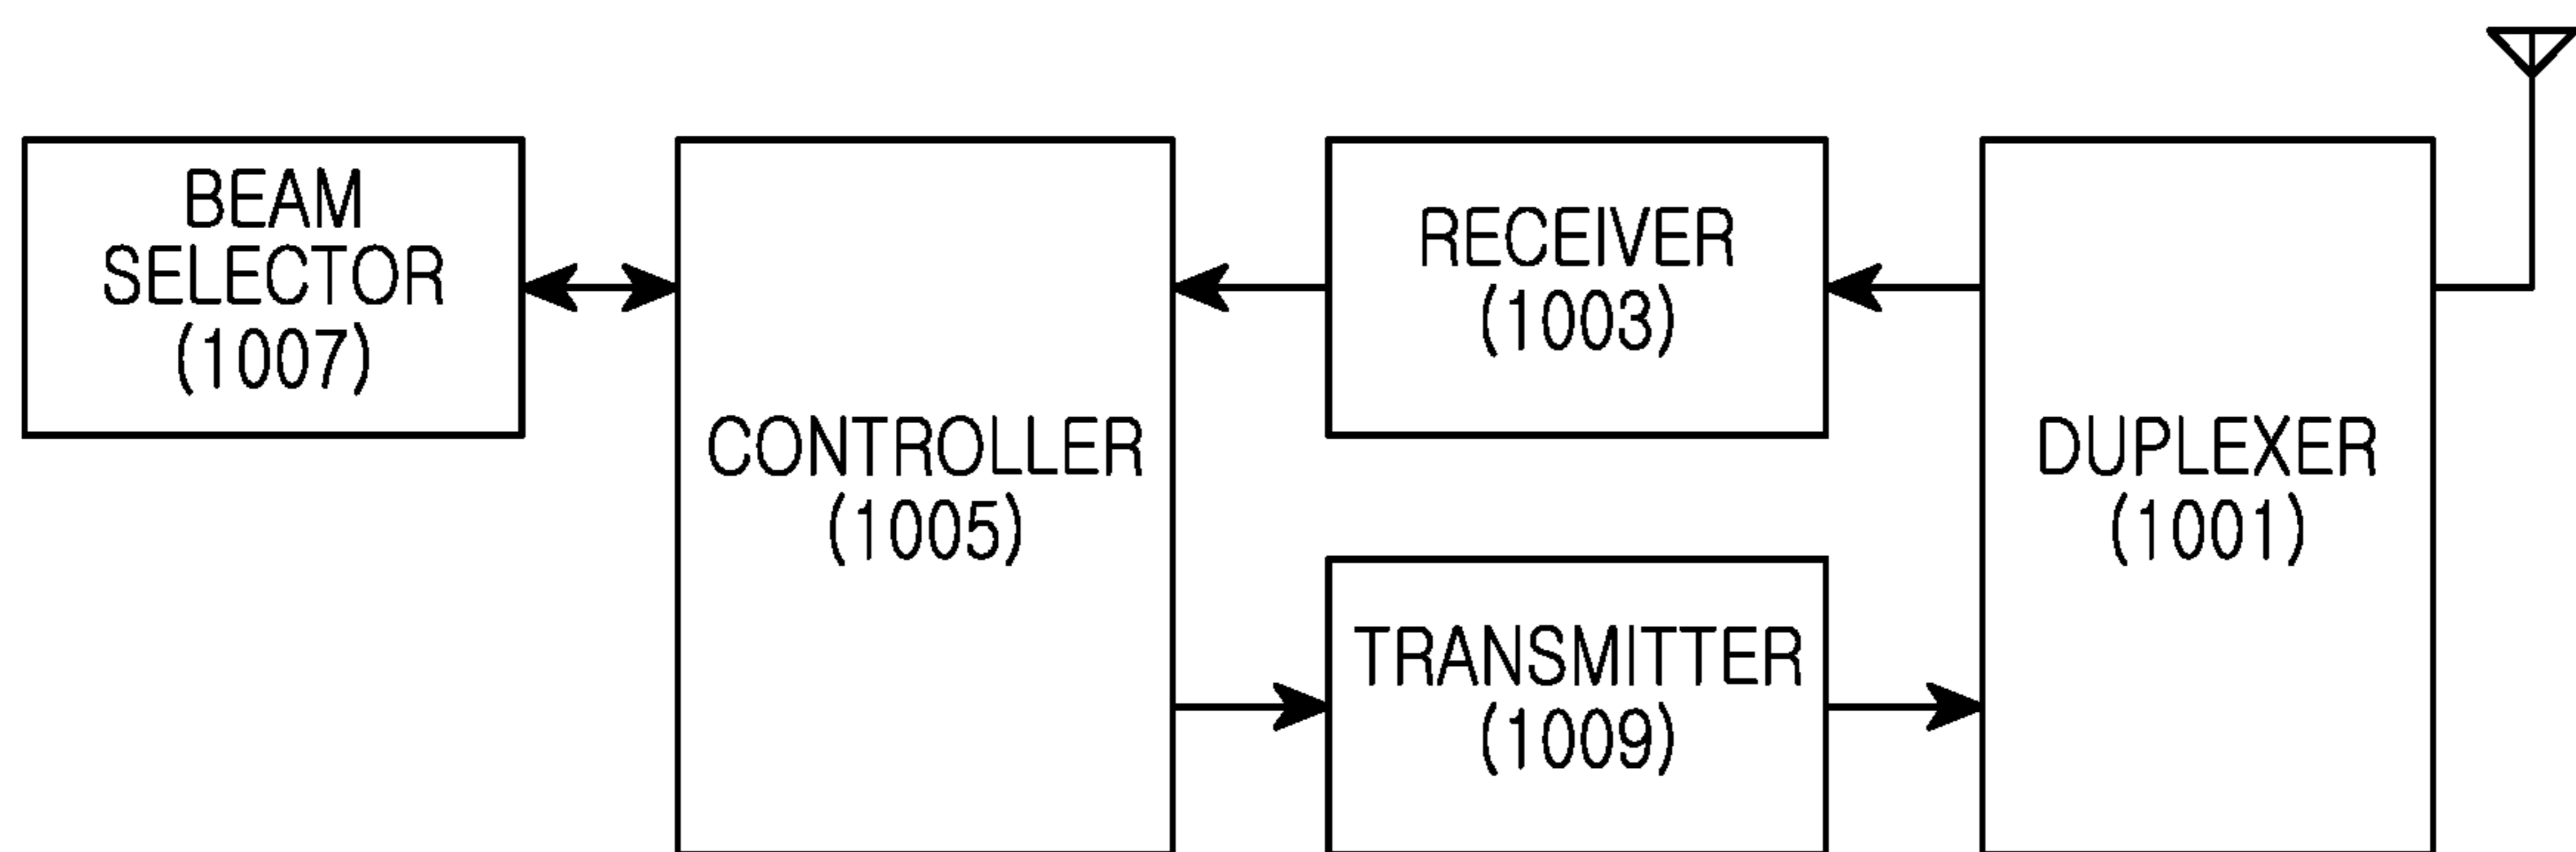 BEAM
SELECTOR
(1007)
CONTROLLER
(1005)
RECEIVER
(1003)
TRANSMITTER
(1009)
DUPLEXER
(1001)